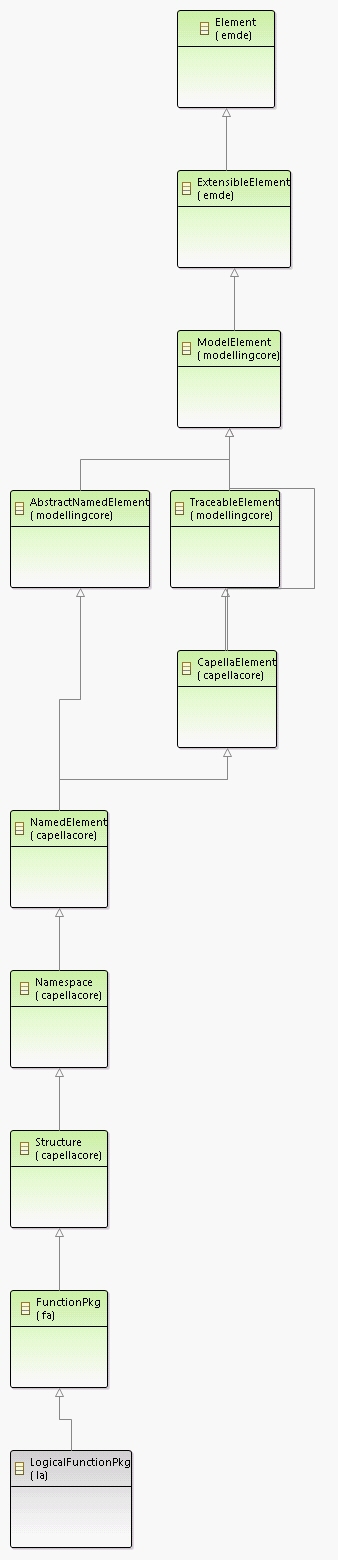 Element
( emde)
ExtensibleElement
( emde)
ModelElement
( modellingcore)
AbstractNamedElement
( modellingcore)
TraceableElement
( modellingcore)
CapellaElement
( capellacore)
NamedElement
( capellacore)
Namespace
( capellacore)
Structure
( capellacore)
FunctionPkg
( fa)
LogicalFunctionPkg
( la)